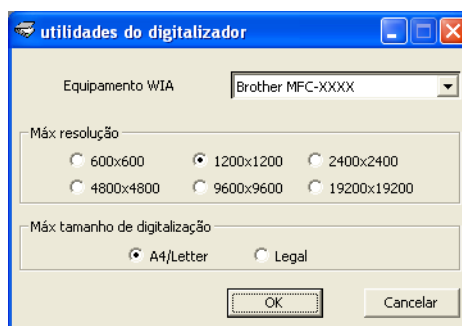 utilidades do digitalizador
Equipamento WIA Brother MFC-XXXX
Máx resolução
600x600 1200x1200 2400x2400
4800x4800 9600x9600 19200x19200
Máx tamanho de digitalização
A4/Letter Legal
OK Cancelar